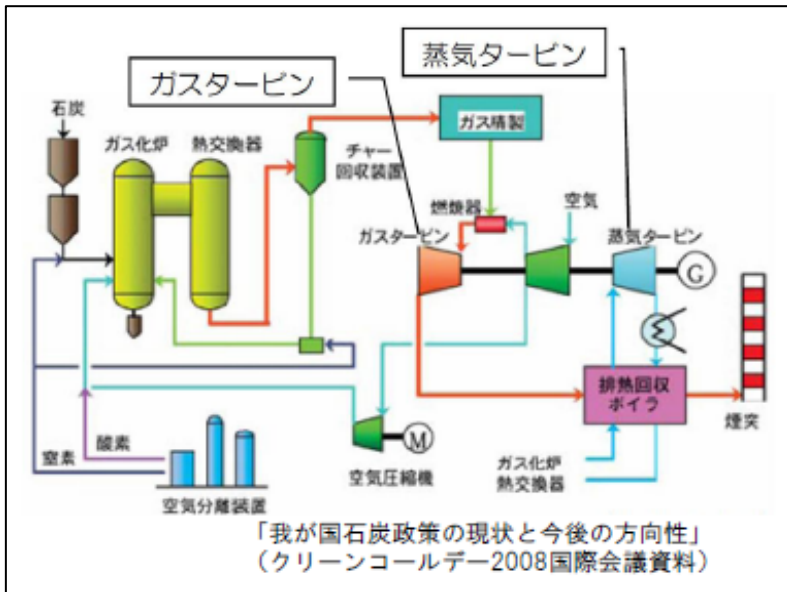 蒸気タービン
ガスタービン
石炭
ガス化炉
熱交換器
チャー
回収装置
ガス精製
燃焼器
空気
ガスタービン
蒸気タービン
G
排熱回収
ボイラ
煙突
M
空気圧縮機
ガス化炉
熱交換器
酸素
窒素
空気分離装置
「我が国石炭政策の現状と今後の方向性」
（クリーンコールデー2008国際会議資料）